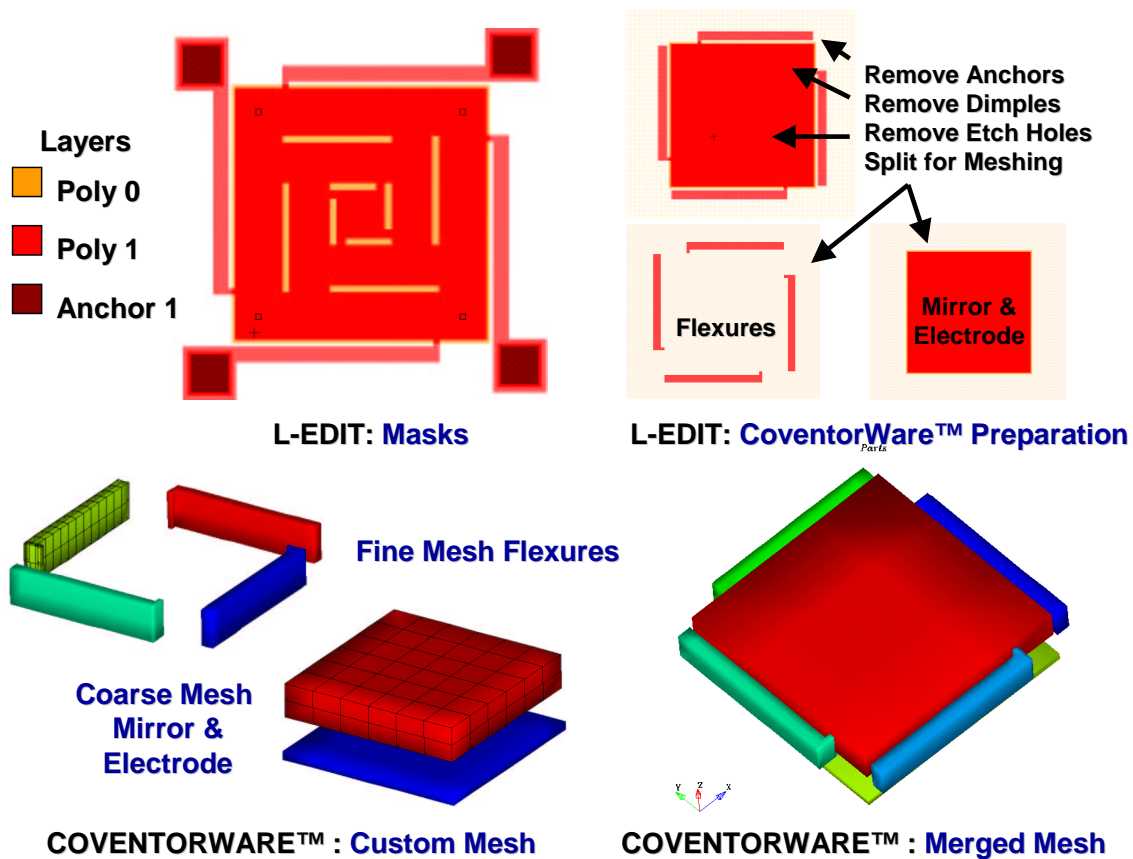 Layers
Poly 0
Poly 1
Anchor 1
L-EDIT: Masks
Remove Anchors
Remove Dimples
Remove Etch Holes
Split for Meshing
Flexures
Mirror &
Electrode
L-EDIT: CoventorWare™ Preparation
Parts
Fine Mesh Flexures
Coarse Mesh
Mirror &
Electrode
COVENTORWARE™ : Custom Mesh
Y
Z
X
COVENTORWARE™ : Merged Mesh